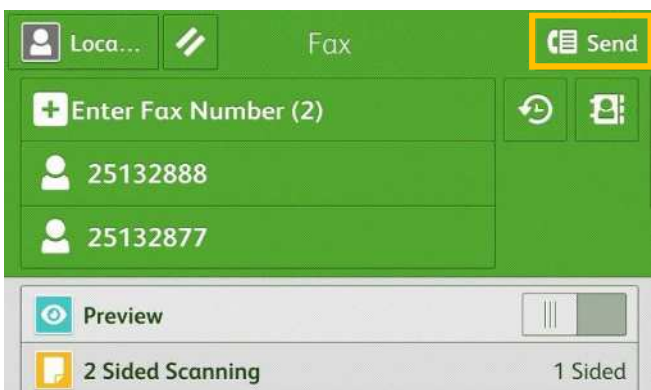 Loca... Fax Send
Enter Fax Number (2)
25132888
25132877
Preview
2 Sided Scanning 1 Sided